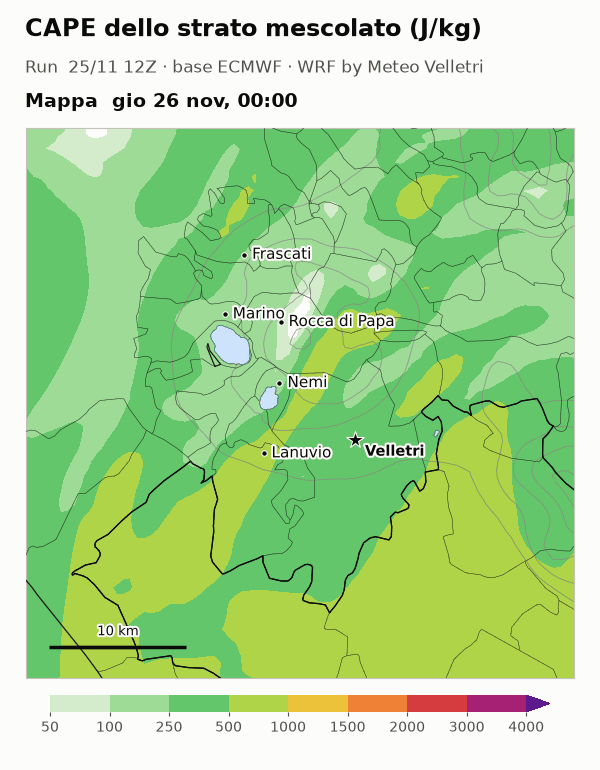 CAPE dello strato mescolato (J/kg)
Run  25/11 12Z · base ECMWF · WRF by Meteo Velletri
Mappa  gio 26 nov, 00:00
Frascati
Marino
Rocca di Papa
Nemi
Velletri
Lanuvio
10 km
50 100 250 500 1000 1500 2000 3000 4000